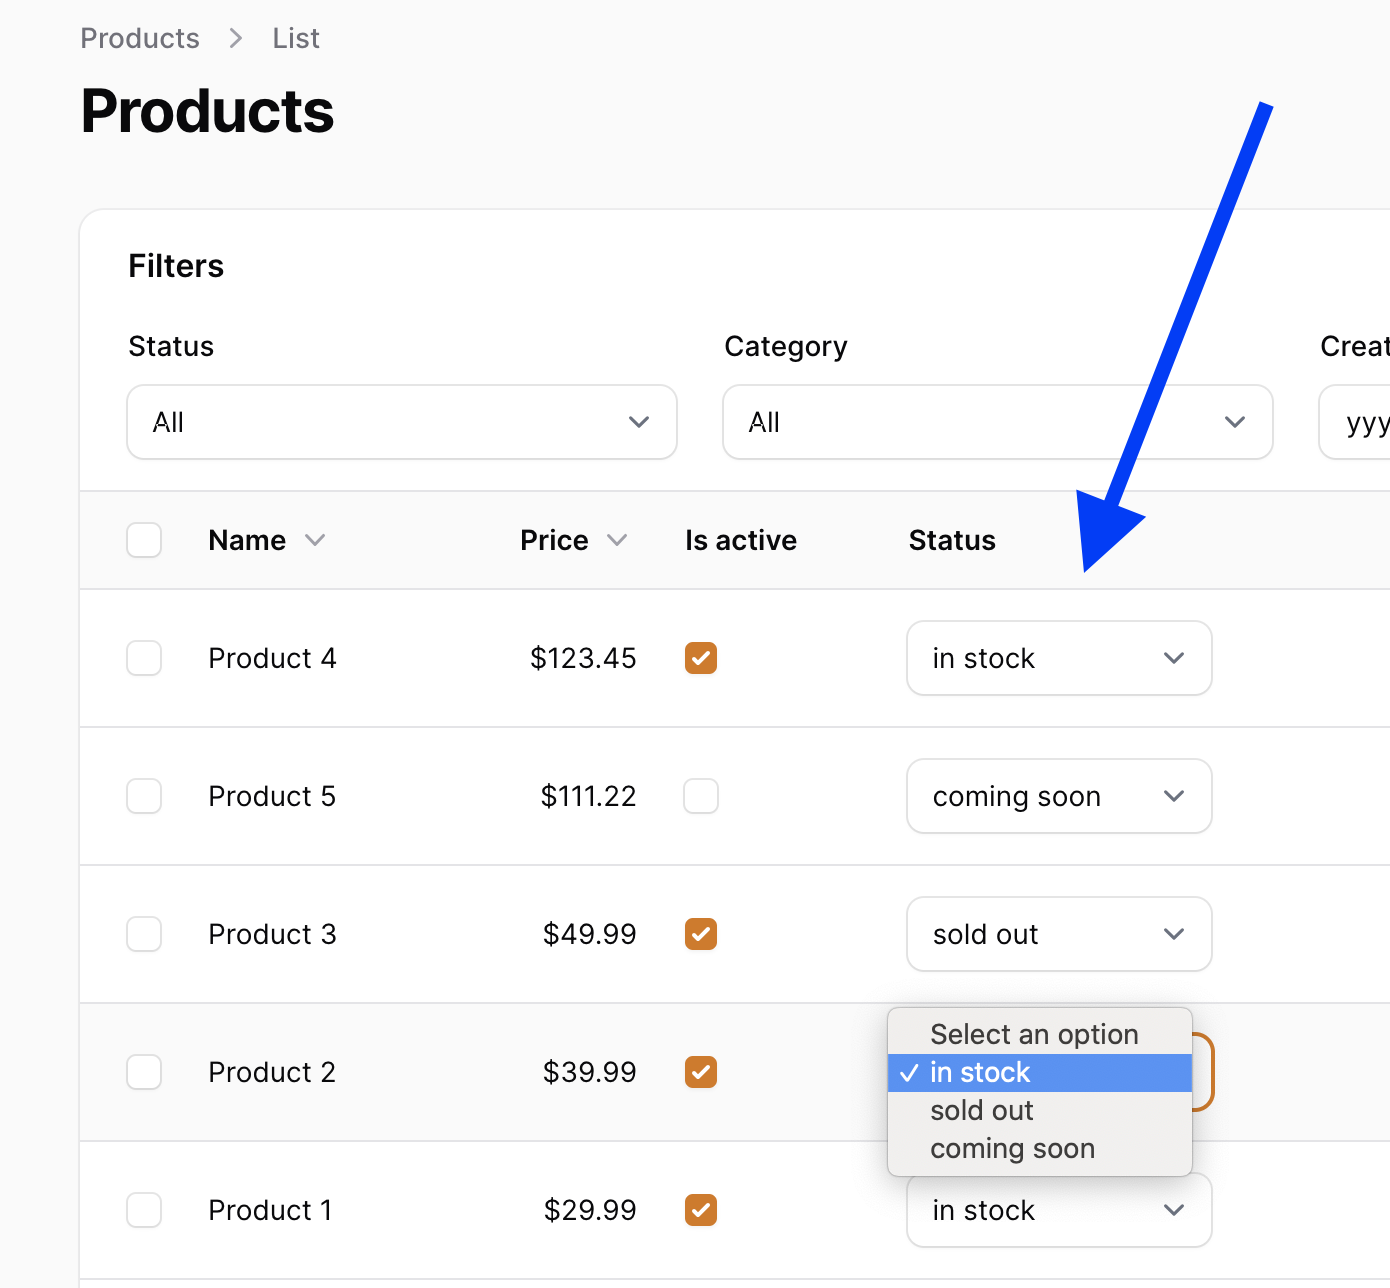 Products > List
Products
Filters
Status Category Creat
All All yyy
Name Price Is active Status
Product 4 $123.45 in stock
Product 5 $111.22 coming soon
Product 3 $49.99 sold out
Select an option
Product 2 $39.99 in stock
sold out
coming soon
Product 1 $29.99 in stock